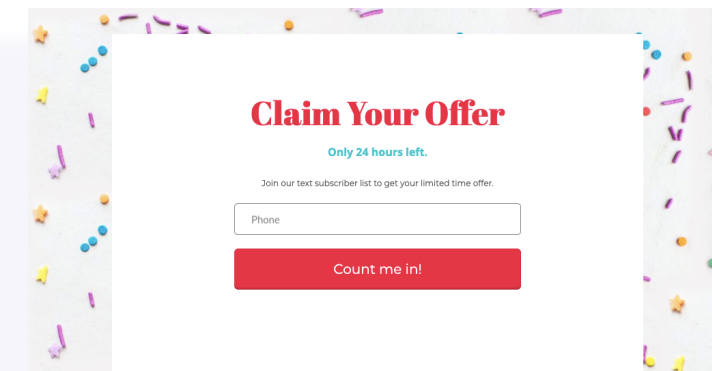 Claim Your Offer
Only 24 hours left.
Join our text subscriber list to get your limited time offer.
Phone
Count me in!